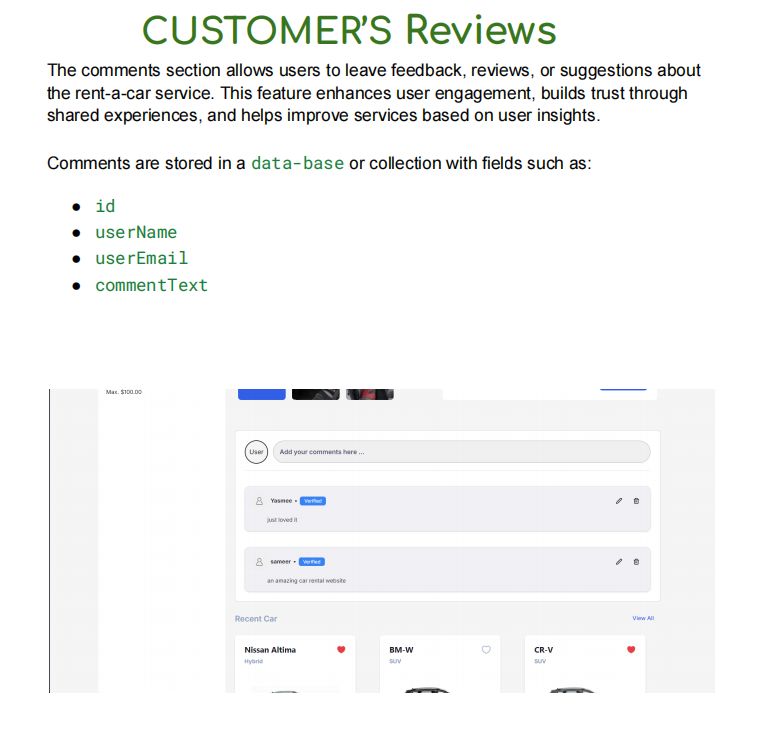 CUSTOMER'S Reviews
The comments section allows users to leave feedback, reviews, or suggestions about
the rent-a-car service. This feature enhances user engagement, builds trust through
shared experiences, and helps improve services based on user insights.
Comments are stored in a data-base or collection with fields such as:
● id
● userName
● userEmail
● commentText
Max. $100.00
User
Add your comments here ...
Yasmee • Verified
just loved it
sameer • Verified
an amazing car rental website
Recent Car
View All
Nissan Altima
Hybrid
BM-W
SUV
CR-V
SUV